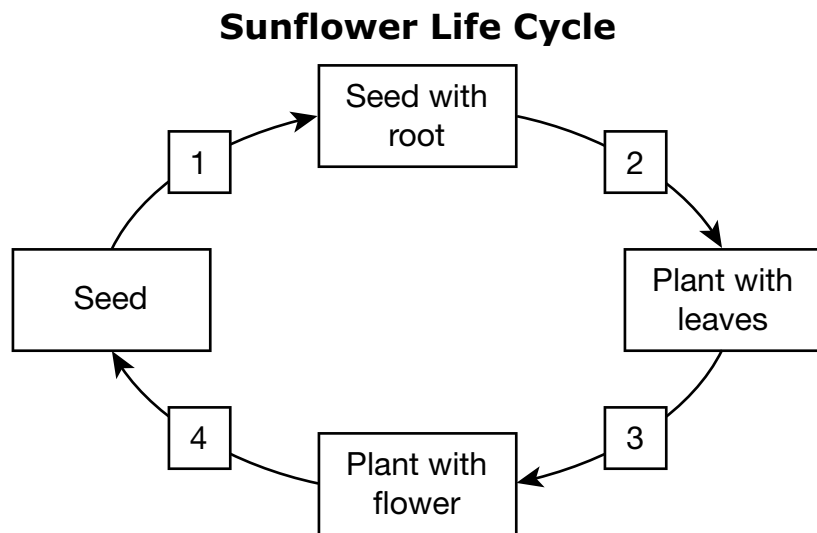 Sunflower Life Cycle
Seed with
root
1
2
Seed
Plant with
leaves
4
3
Plant with
flower